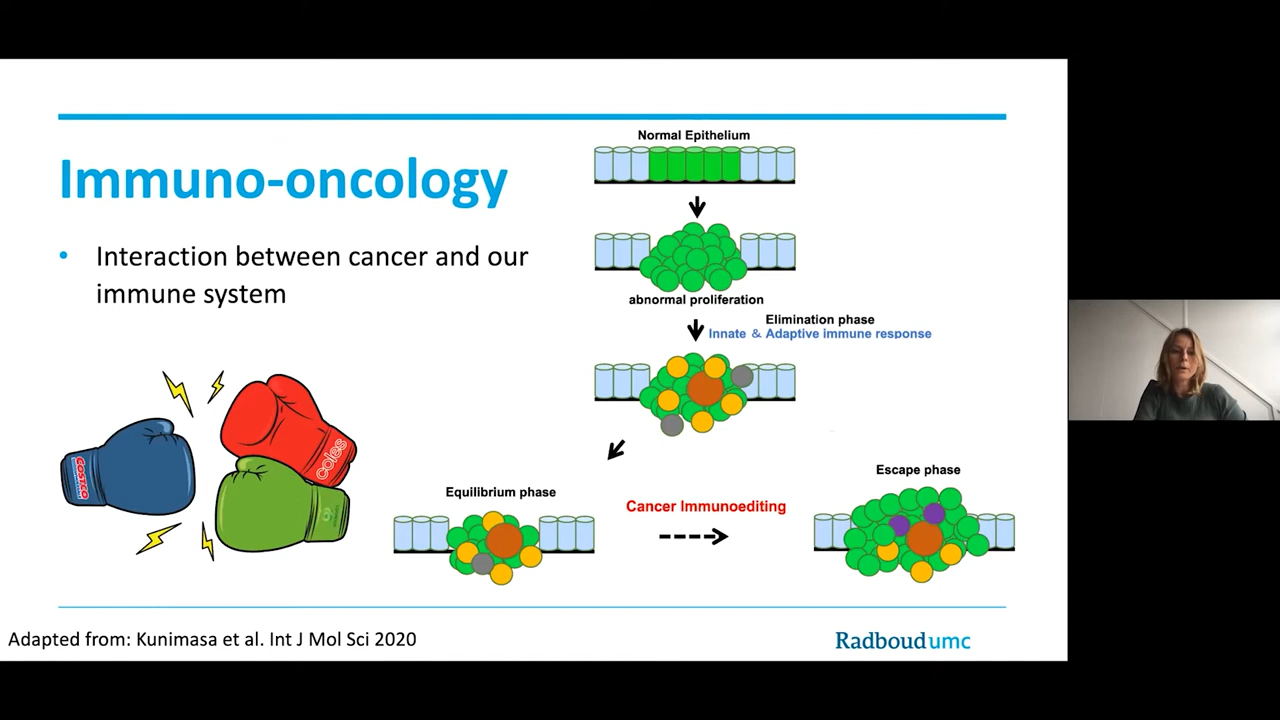 Immuno-oncology
• Interaction between cancer and our
immune system
COSTCO
coles
Normal Epithelium
abnormal proliferation
Elimination phase
Innate & Adaptive immune response
Equilibrium phase
Cancer Immunoediting
Escape phase
Adapted from: Kunimasa et al. Int J Mol Sci 2020
Radboudumc